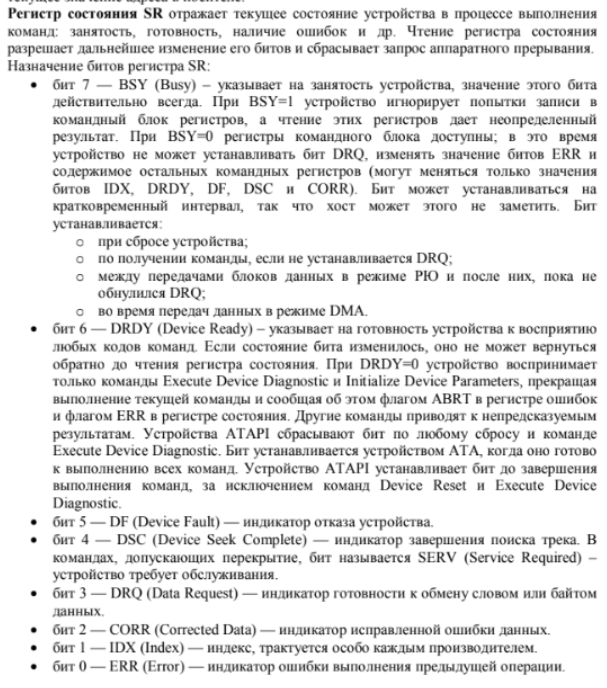 Регистр состояния SR отражает текущее состояние устройства в процессе выполнения
команд: занятость, готовность, наличие ошибок и др. Чтение регистра состояния
разрешает дальнейшее изменение его битов и сбрасывает запрос аппаратного прерывания.
Назначение битов регистра SR:
• бит 7 — BSY (Busy) – указывает на занятость устройства, значение этого бита
действительно всегда. При BSY=1 устройство игнорирует попытки записи в
командный блок регистров, а чтение этих регистров дает неопределенный
результат. При BSY=0 регистры командного блока доступны; в это время
устройство не может устанавливать бит DRQ, изменять значение битов ERR и
содержимое остальных командных регистров (могут меняться только значения
битов IDX, DRDY, DF, DSC и CORR). Бит может устанавливаться на
кратковременный интервал, так что хост может этого не заметить. Бит
устанавливается:
o при сбросе устройства;
o по получении команды, если не устанавливается DRQ;
o между передачами блоков данных в режиме РЮ и после них, пока не
обнулился DRQ;
o во время передач данных в режиме DMA.
• бит 6 — DRDY (Device Ready) – указывает на готовность устройства к восприятию
любых кодов команд. Если состояние бита изменилось, оно не может вернуться
обратно до чтения регистра состояния. При DRDY=0 устройство воспринимает
только команды Execute Device Diagnostic и Initialize Device Parameters, прекращая
выполнение текущей команды и сообщая об этом флагом ABRT в регистре ошибок
и флагом ERR в регистре состояния. Другие команды приводят к непредсказуемым
результатам. Устройства ATAPI сбрасывают бит по любому сбросу и команде
Execute Device Diagnostic. Бит устанавливается устройством АТА, когда оно готово
к выполнению всех команд. Устройство ATAPI устанавливает бит до завершения
выполнения команд, за исключением команд Device Reset и Execute Device
Diagnostic.
• бит 5 — DF (Device Fault) — индикатор отказа устройства.
• бит 4 — DSC (Device Seek Complete) — индикатор завершения поиска трека. В
командах, допускающих перекрытие, бит называется SERV (Service Required) –
устройство требует обслуживания.
• бит 3 — DRQ (Data Request) — индикатор готовности к обмену словом или байтом
данных.
• бит 2 — CORR (Corrected Data) — индикатор исправленной ошибки данных.
• бит 1 — IDX (Index) — индекс, трактуется особо каждым производителем.
• бит 0 — ERR (Error) — индикатор ошибки выполнения предыдущей операции.